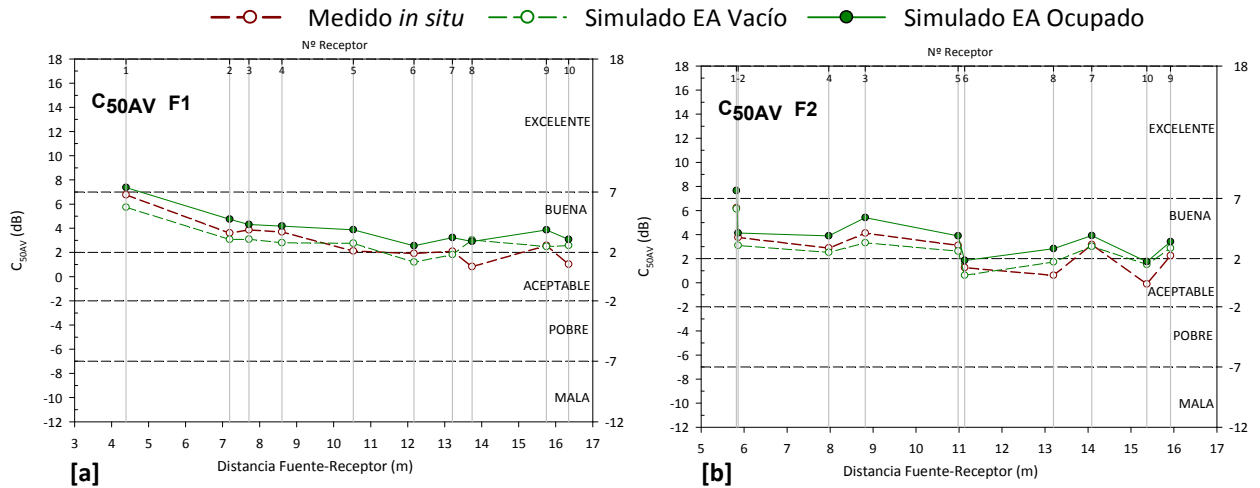 Medido in situ Simulado EA Vacío Simulado EA Ocupado
Nº Receptor
1 2 3 4 5 6 7 8 9 10
C50AV F1
C50AV (dB)
18
16
14
12
10
8
6
4
2
0
-2
-4
-6
-8
-10
-12
EXCELENTE
BUENA
ACEPTABLE
POBRE
MALA
18
7
2
-2
-7
-12
3 4 5 6 7 8 9 10 11 12 13 14 15 16 17
[a]
Distancia Fuente-Receptor (m)
Nº Receptor
1-2 4 3 5 6 8 7 10 9
C50AV F2
C50AV (dB)
18
16
14
12
10
8
6
4
2
0
-2
-4
-6
-8
-10
-12
EXCELENTE
BUENA
ACEPTABLE
POBRE
MALA
18
7
2
-2
-7
-12
5 6 7 8 9 10 11 12 13 14 15 16 17
[b]
Distancia Fuente-Receptor (m)